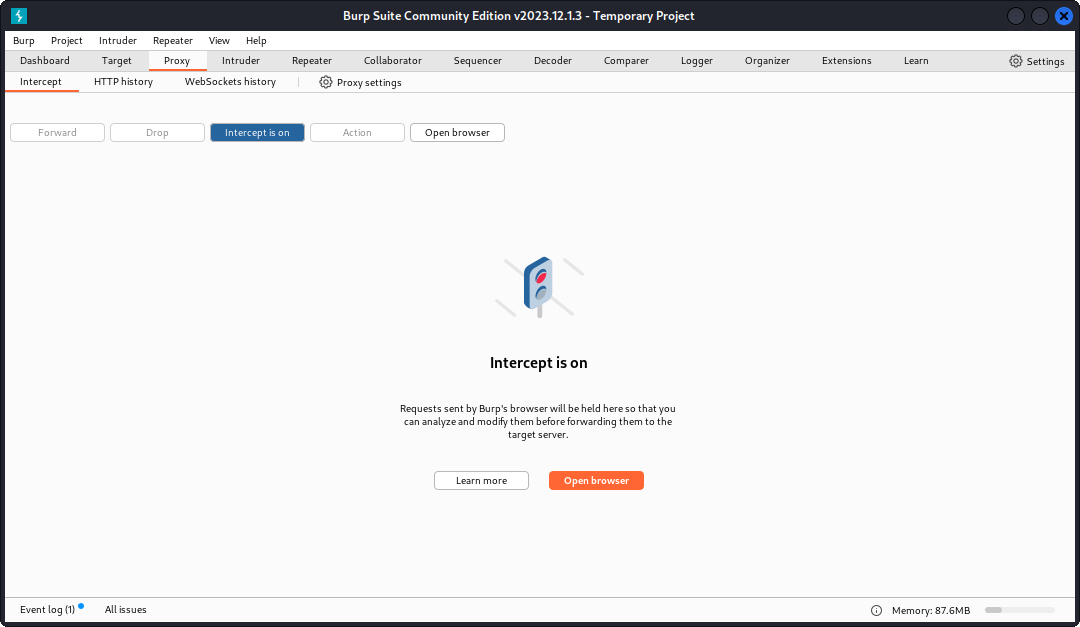 Burp Suite Community Edition v2023.12.1.3 - Temporary Project
Burp Project Intruder Repeater View Help
Dashboard Target Proxy Intruder Repeater Collaborator Sequencer Decoder Comparer Logger Organizer Extensions Learn Settings
Intercept HTTP history WebSockets history Proxy settings
Forward Drop Intercept is on Action Open browser
Intercept is on
Requests sent by Burp's browser will be held here so that you
can analyze and modify them before forwarding them to the
target server.
Learn more Open browser
Event log (1) All issues Memory: 87.6MB